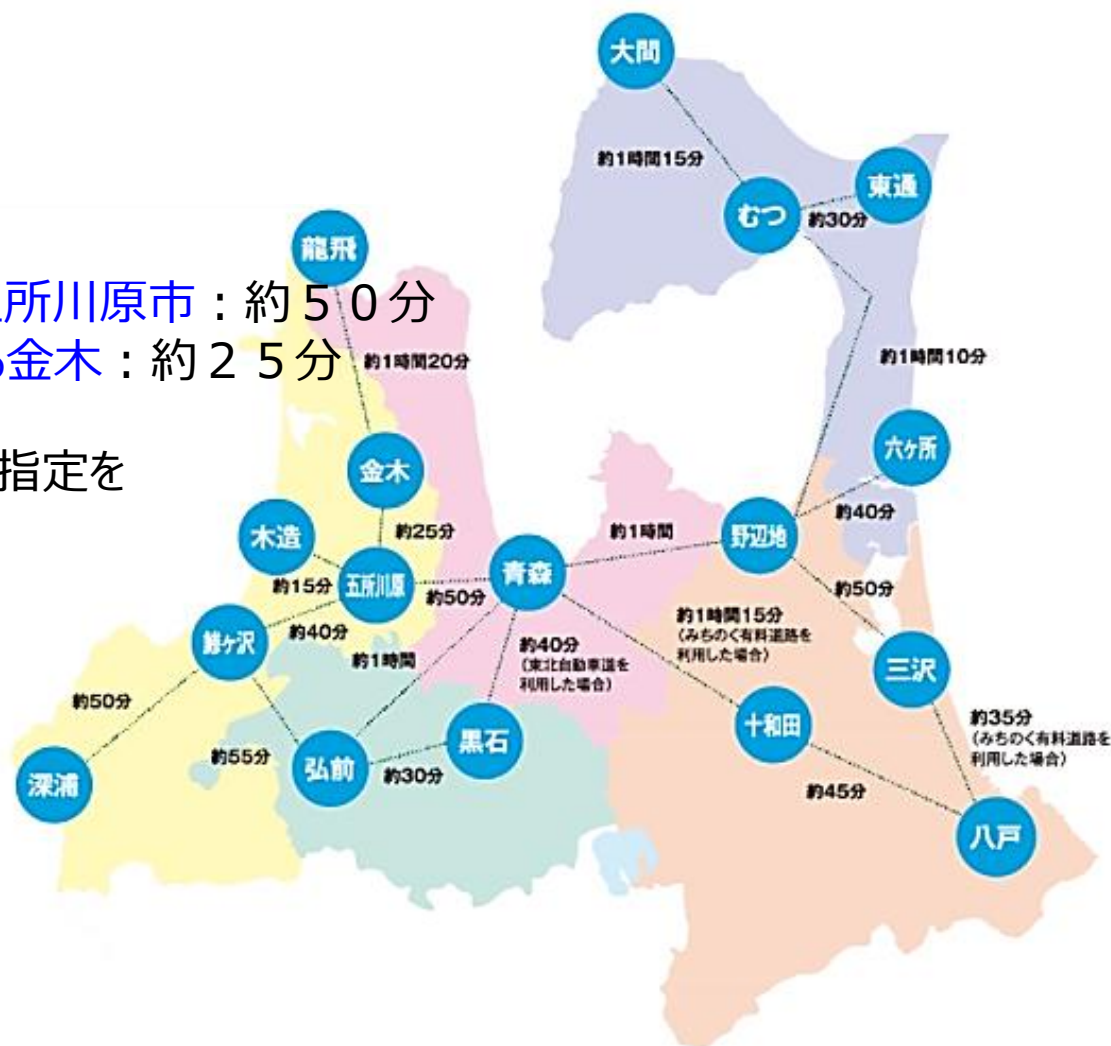 大間
約1時間15分
東通
むつ
約30分
龍飛
所川原市：約５０分
金木：約２５分
約1時間20分
約1時間10分
指定を
六ヶ所
金木
約40分
約25分
木造
約1時間
野辺地
青森
五所川原
約15分
約50分
約50分
鯵ヶ沢
約40分
約1時間15分
（みちのく有料道路を
利用した場合）
約1時間
約40分
（東北自動車道を
利用した場合）
三沢
約50分
十和田
約35分
（みちのく有料道路を
利用した場合）
黒石
約55分
弘前
約30分
深浦
約45分
八戸